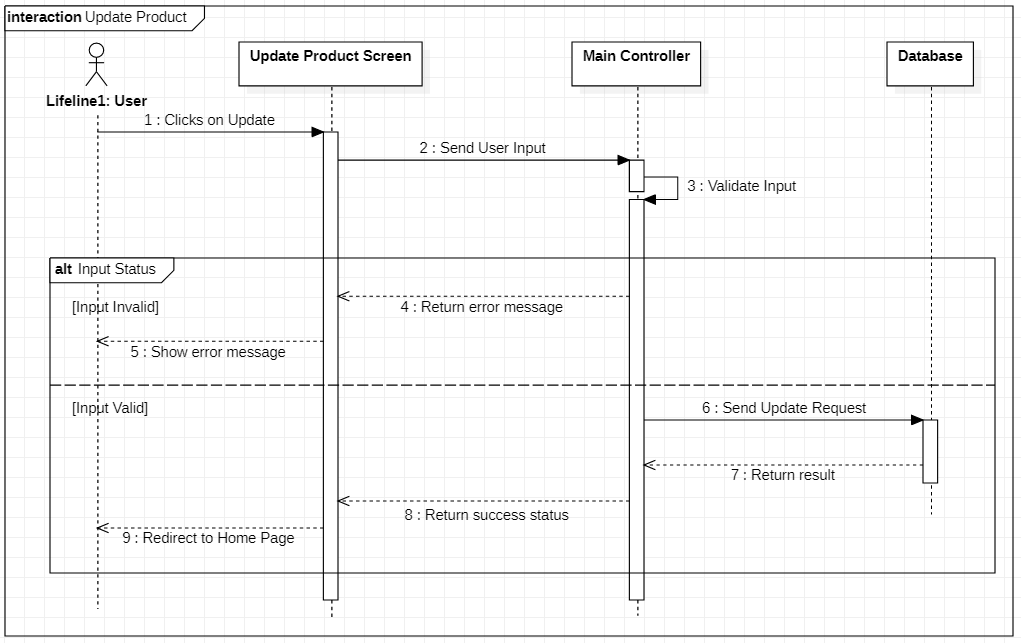 interaction Update Product
Update Product Screen
Main Controller
Database
Lifeline1: User
1 : Clicks on Update
2 : Send User Input
3 : Validate Input
alt Input Status
[Input Invalid]
4 : Return error message
5 : Show error message
[Input Valid]
6 : Send Update Request
7 : Return result
8 : Return success status
9 : Redirect to Home Page